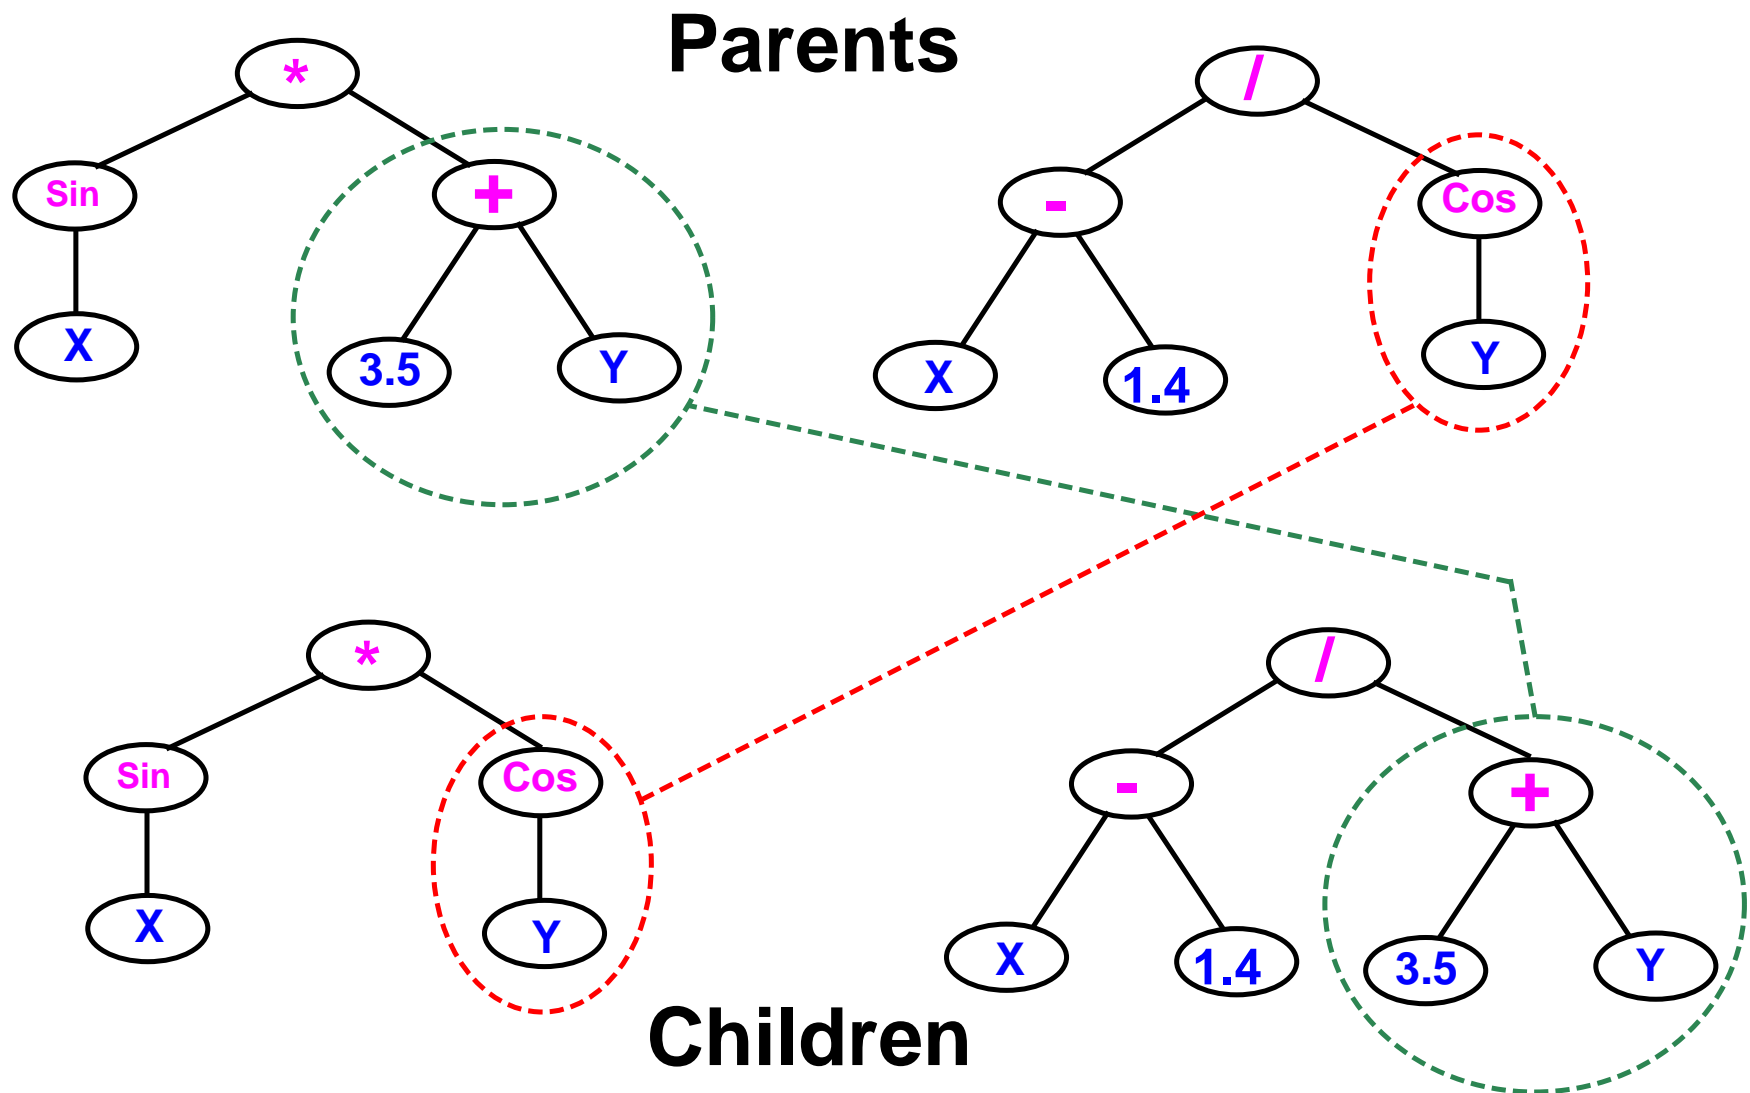 Parents
*
/
Sin
+
-
Cos
X
3.5
Y
X
1.4
Y
*
/
Sin
Cos
-
+
X
Y
X
1.4
3.5
Y
Children